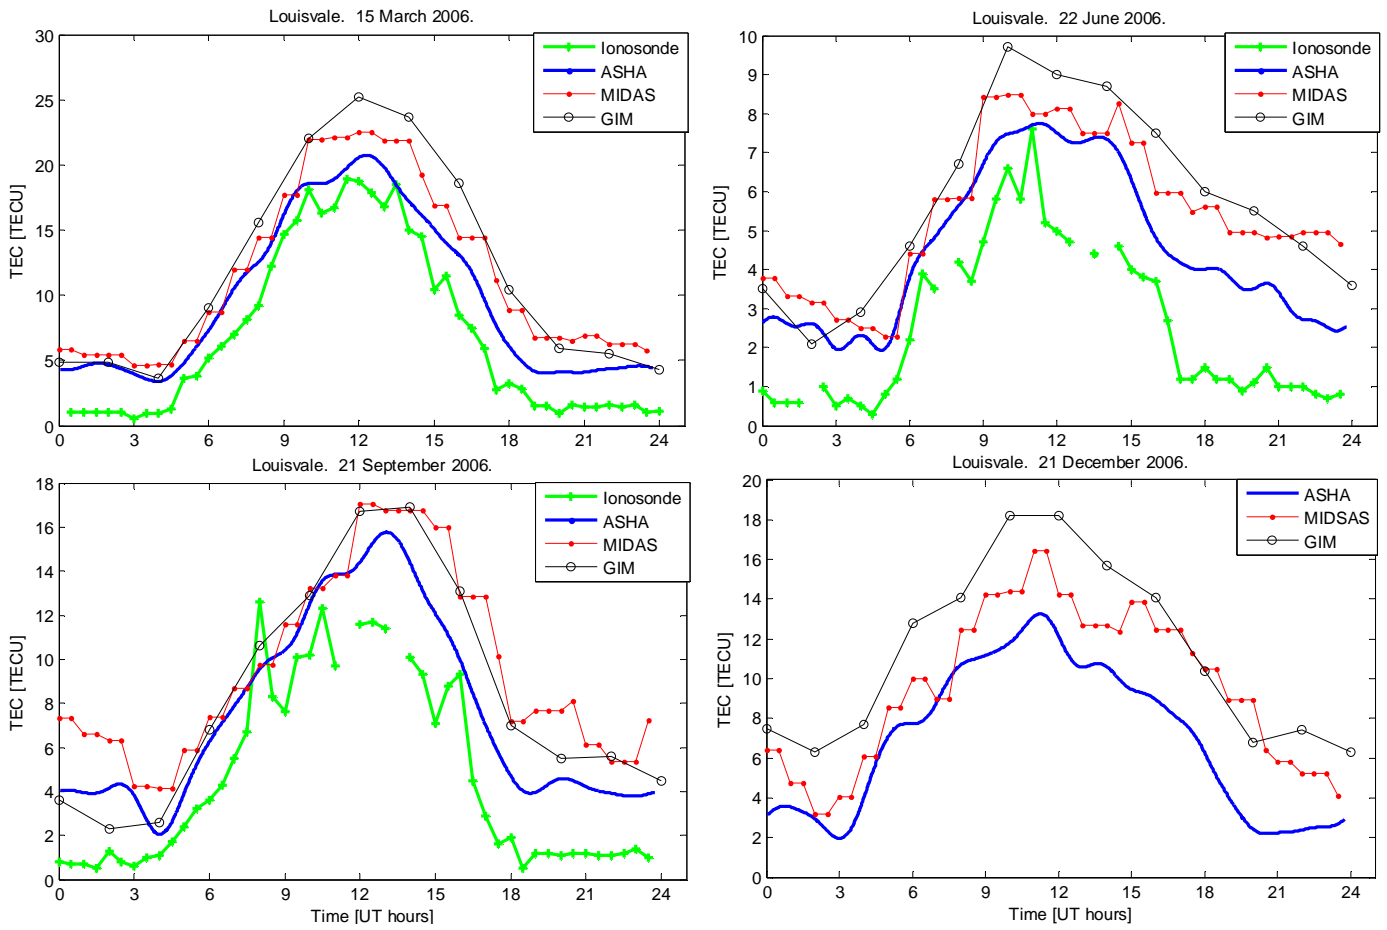 Louisvale. 15 March 2006.
30
25
20
15
10
5
0
TEC [TECU]
0 3 6 9 12 15 18 21 24
Ionosonde
ASHA
MIDAS
GIM
Louisvale. 22 June 2006.
10
9
8
7
6
5
4
3
2
1
0
TEC [TECU]
0 3 6 9 12 15 18 21 24
Ionosonde
ASHA
MIDAS
GIM
Louisvale. 21 September 2006.
18
16
14
12
10
8
6
4
2
0
TEC [TECU]
0 3 6 9 12 15 18 21 24
Time [UT hours]
Ionosonde
ASHA
MIDAS
GIM
Louisvale. 21 December 2006.
20
18
16
14
12
10
8
6
4
2
0
TEC [TECU]
0 3 6 9 12 15 18 21 24
Time [UT hours]
ASHA
MIDSAS
GIM